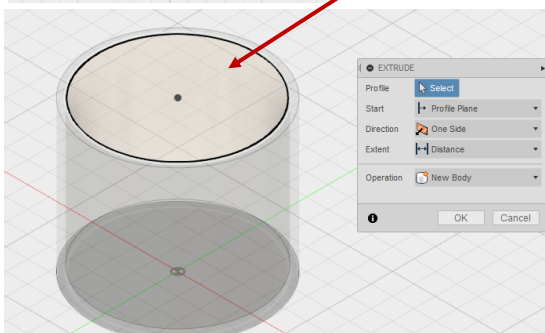 EXTRUDE
Profile Select
Start Profile Plane
Direction One Side
Extent Distance
Operation New Body
OK Cancel